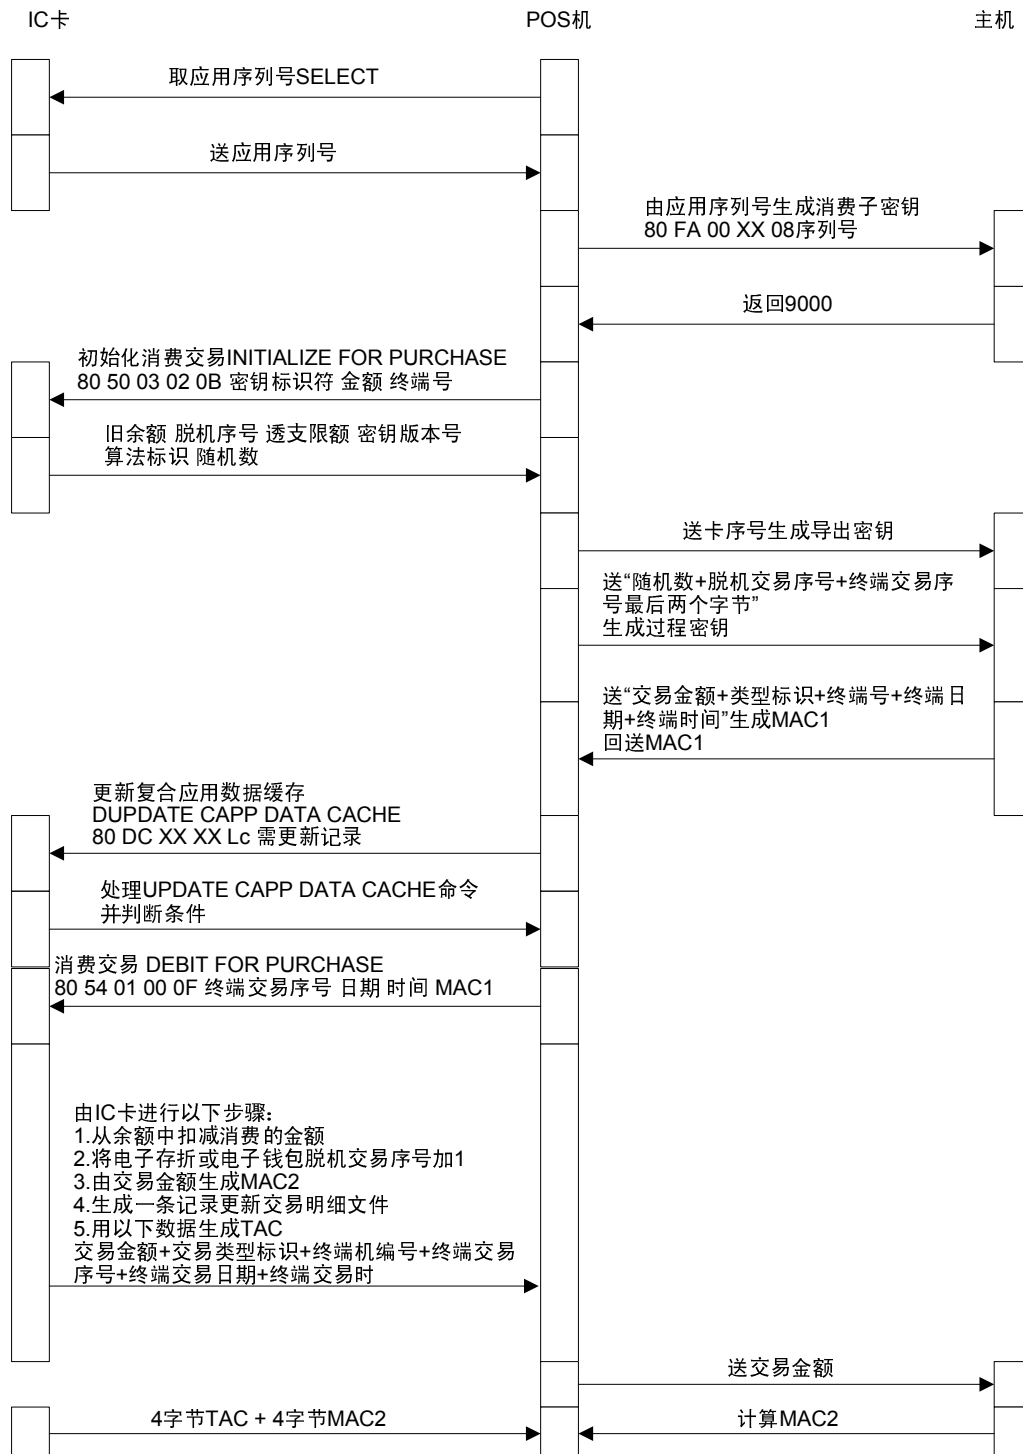 IC卡
POS机
主机
取应用序列号SELECT
送应用序列号
由应用序列号生成消费子密钥
80 FA 00 XX 08序列号
返回9000
初始化消费交易INITIALIZE FOR PURCHASE
80 50 03 02 0B 密钥标识符 金额 终端号
旧余额 脱机序号 透支限额 密钥版本号
算法标识 随机数
送卡序号生成导出密钥
送“随机数+脱机交易序号+终端交易序
号最后两个字节”
生成过程密钥
送“交易金额+类型标识+终端号+终端日
期+终端时间”生成MAC1
回送MAC1
更新复合应用数据缓存
DUPDATE CAPP DATA CACHE
80 DC XX XX Lc 需更新记录
处理UPDATE CAPP DATA CACHE命令
并判断条件
消费交易 DEBIT FOR PURCHASE
80 54 01 00 0F 终端交易序号 日期 时间 MAC1
由IC卡进行以下步骤：
1.从余额中扣减消费的金额
2.将电子存折或电子钱包脱机交易序号加1
3.由交易金额生成MAC2
4.生成一条记录更新交易明细文件
5.用以下数据生成TAC
交易金额+交易类型标识+终端机编号+终端交易
序号+终端交易日期+终端交易时
送交易金额
4字节TAC + 4字节MAC2
计算MAC2